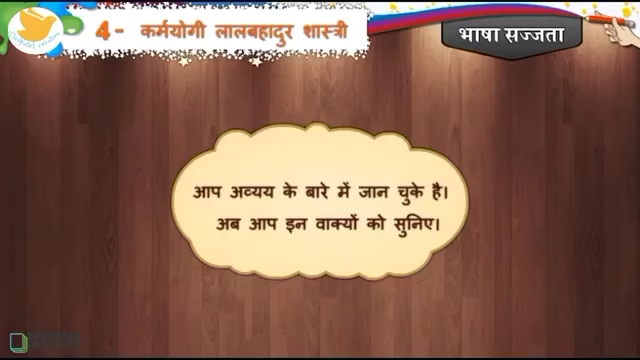 4- कर्मयोगी लालबहादुर शास्त्री
भाषा सज्जता
आप अव्यय के बारे में जान चुके है।
अब आप इन वाक्यों को सुनिए।